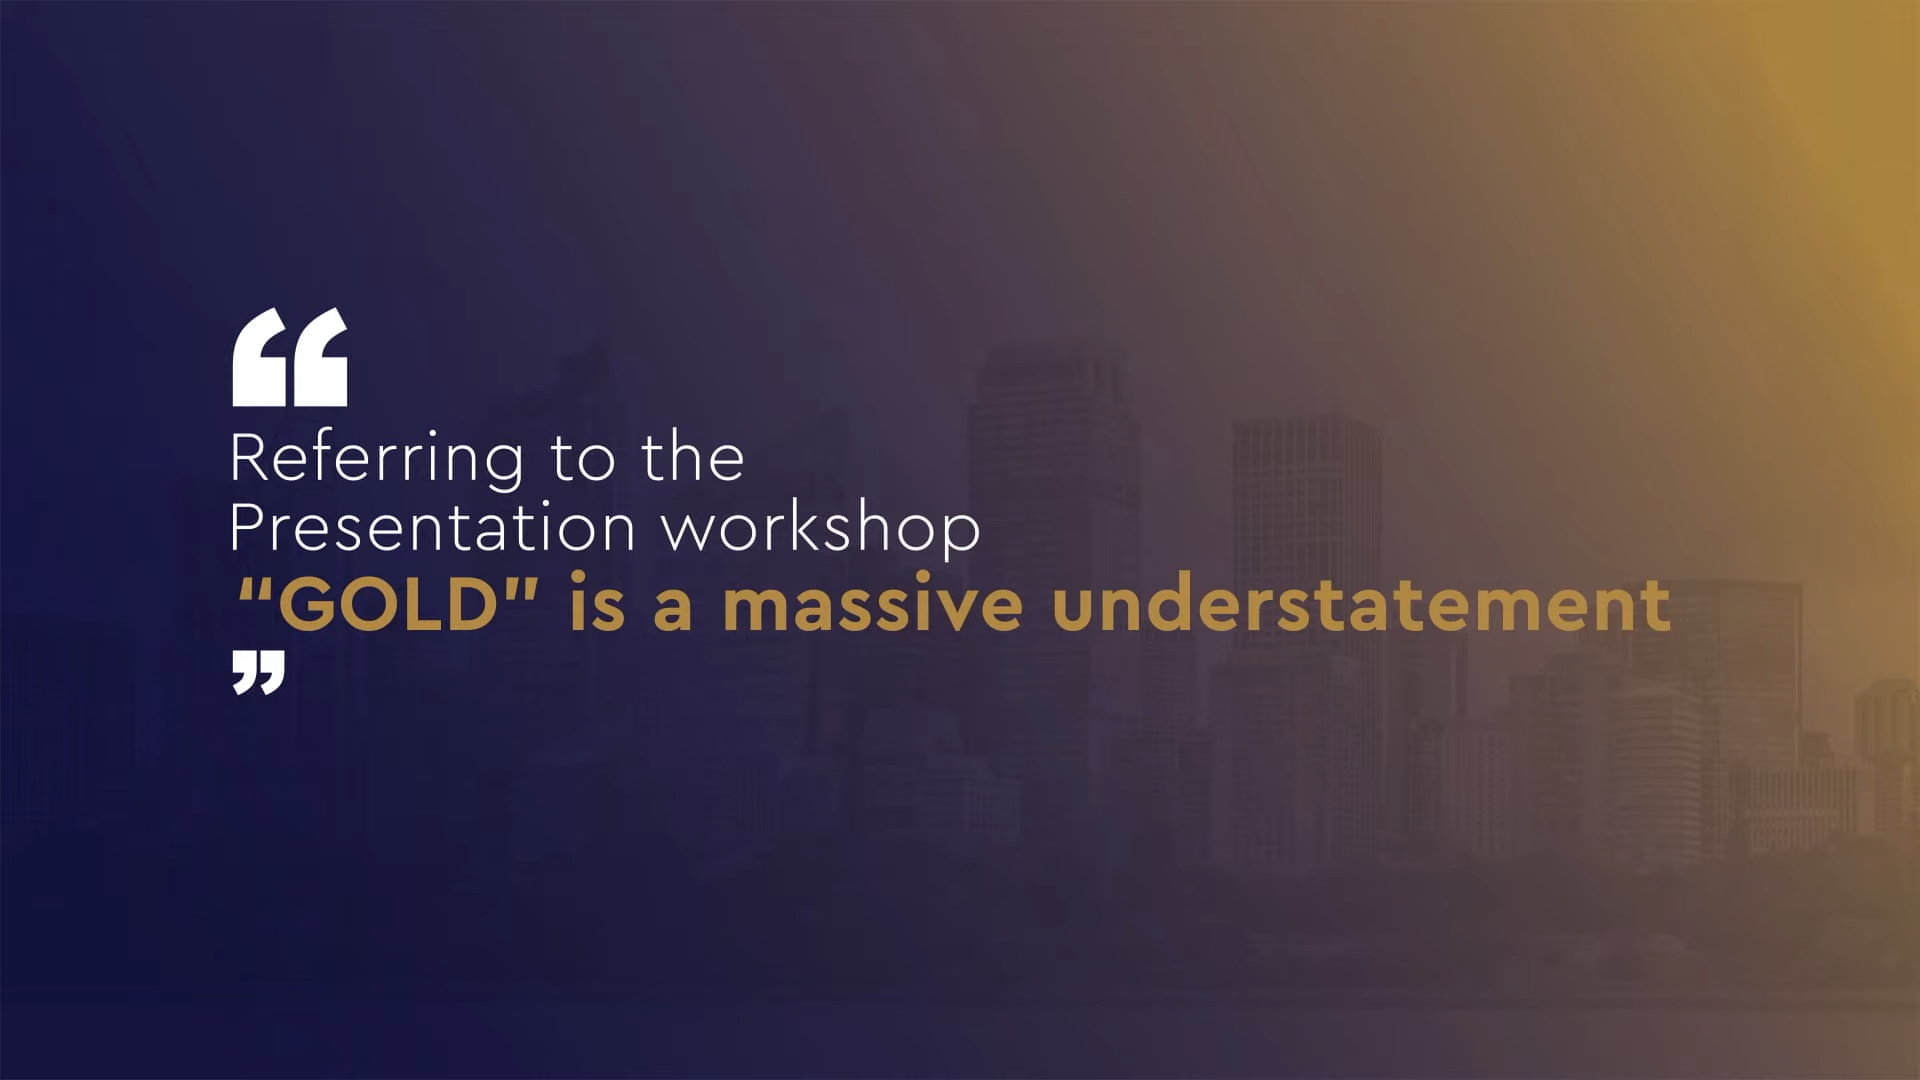 “
Referring to the
Presentation workshop
“GOLD” is a massive understatement
”